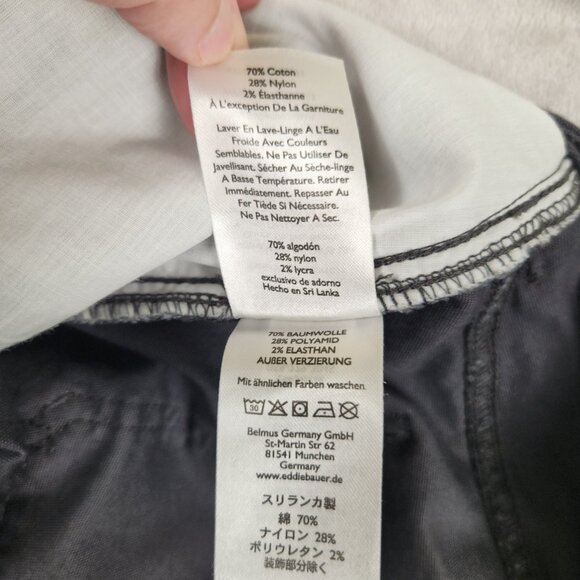 70% Coton
28% Nylon
2% Élasthanne
À L'exception De La Garniture
Laver En Lave-Linge A L'Eau
Froide Avec Couleurs
Semblables. Ne Pas Utiliser De
Javellisant. Sécher Au Sèche-linge
A Basse Température. Retirer
Immédiatement. Repasser Au
Fer Tiède Si Nécessaire.
Ne Pas Nettoyer A Sec.
70% algodón
28% nylon
2% lycra
exclusivo de adorno
Hecho en Sri Lanka
70% BAUMWOLLE
28% POLYAMID
2% ELASTHAN
AUßER VERZIERUNG
Mit ähnlichen Farben waschen
30
Belmus Germany GmbH
St-Martin Str 62
81541 Munchen
Germany
www.eddiebauer.de
スリランカ製
綿 70%
ナイロン 28%
ポリウレタン 2%
装飾部分除く